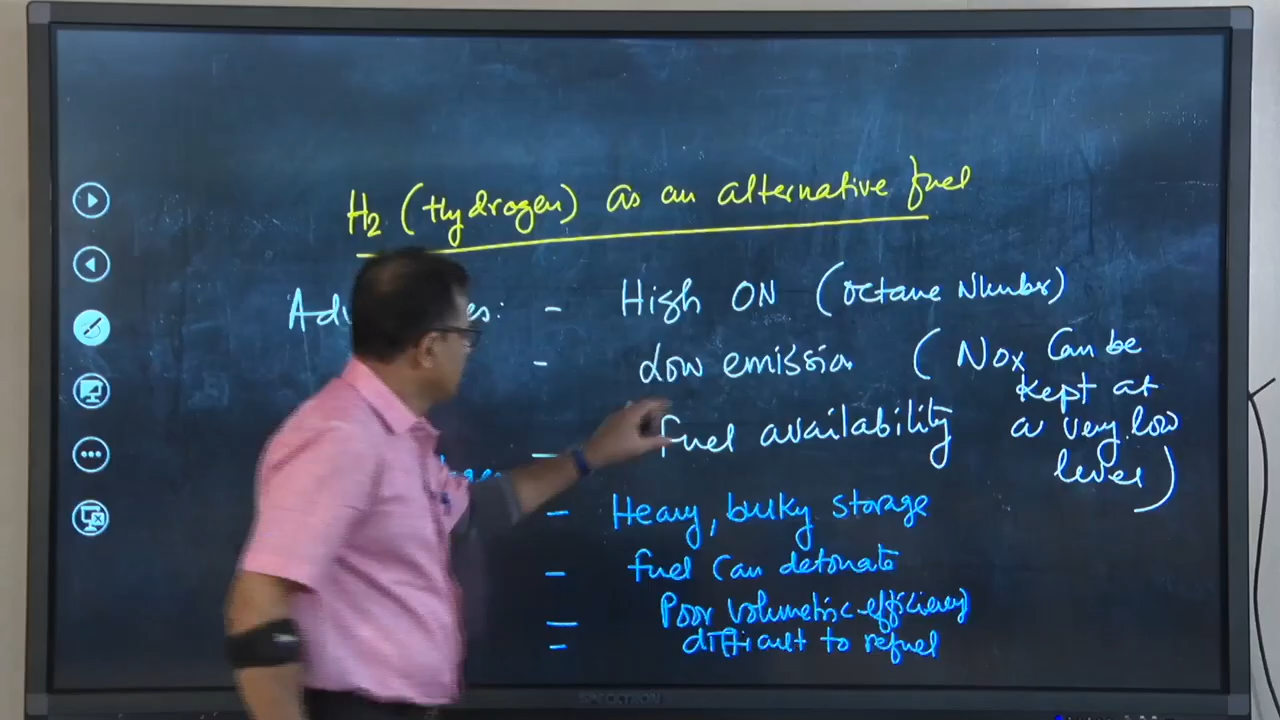 H2 (Hydrogen) as an alternative fuel
- High ON (Octane Number)
- Low emission ( NOx Can be
kept at
a very low
level)
- Fuel availability
- Heavy, bulky storage
- fuel Can detonate
- Poor volumetric efficiency
- difficult to refuel